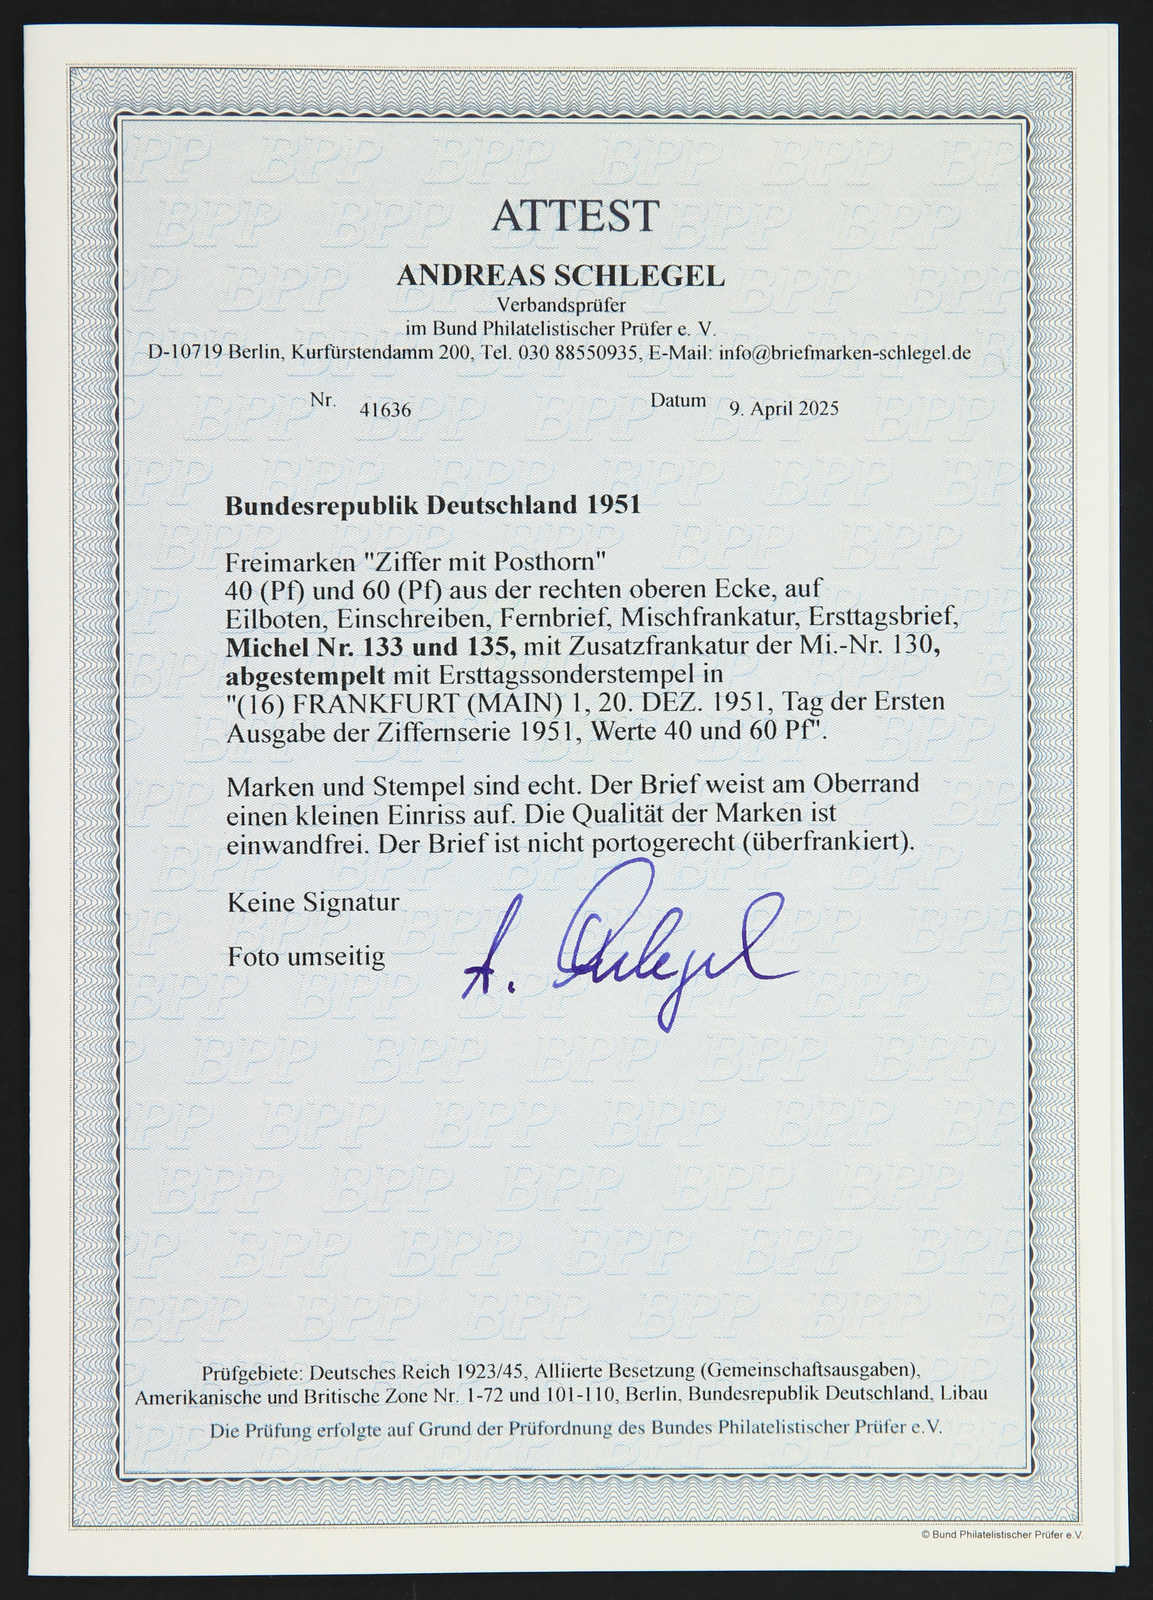 ATTEST
ANDREAS SCHLEGEL
Verbandsprüfer
im Bund Philatelistischer Prüfer e. V.
D-10719 Berlin, Kurfürstendamm 200, Tel. 030 88550935, E-Mail: info@briefmarken-schlegel.de
Nr. 41636 Datum 9. April 2025
Bundesrepublik Deutschland 1951
Freimarken "Ziffer mit Posthorn"
40 (Pf) und 60 (Pf) aus der rechten oberen Ecke, auf
Eilboten, Einschreiben, Fernbrief, Mischfrankatur, Ersttagsbrief,
Michel Nr. 133 und 135, mit Zusatzfrankatur der Mi.-Nr. 130,
abgestempelt mit Ersttagssonderstempel in
"(16) FRANKFURT (MAIN) 1, 20. DEZ. 1951, Tag der Ersten
Ausgabe der Ziffernserie 1951, Werte 40 und 60 Pf".
Marken und Stempel sind echt. Der Brief weist am Oberrand
einen kleinen Einriss auf. Die Qualität der Marken ist
einwandfrei. Der Brief ist nicht portogerecht (überfrankiert).
Keine Signatur
Foto umseitig
A. Schlegel
Prüfgebiete: Deutsches Reich 1923/45, Alliierte Besetzung (Gemeinschaftsausgaben),
Amerikanische und Britische Zone Nr. 1-72 und 101-110, Berlin, Bundesrepublik Deutschland, Libau
Die Prüfung erfolgte auf Grund der Prüfordnung des Bundes Philatelistischer Prüfer e.V.
© Bund Philatelistischer Prüfer e.V.